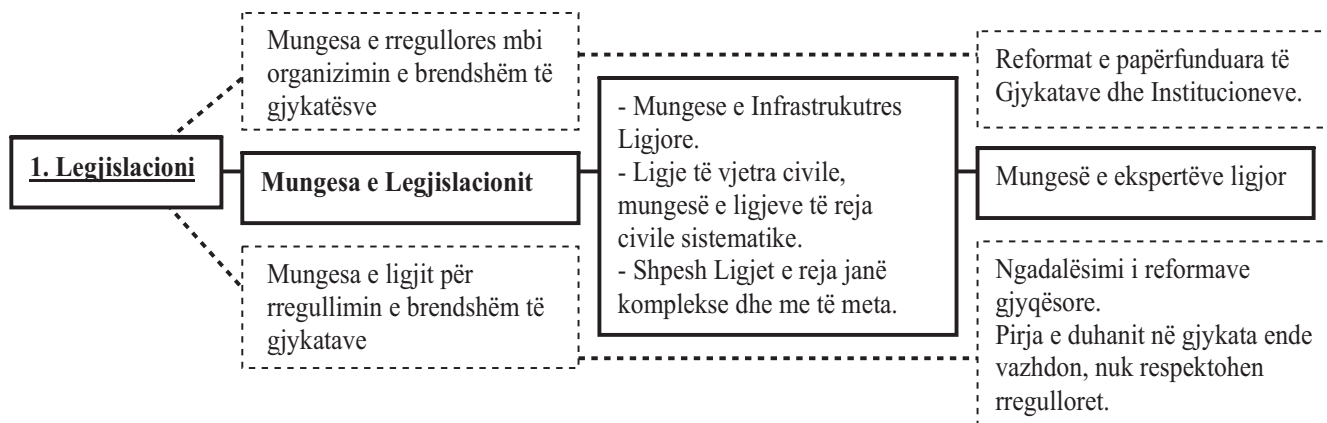 Mungesa e rregullores mbi
organizimin e brendshëm të
gjykatësve
Reformat e papërfunduara të
Gjykatave dhe Institucioneve.
1. Legjislacioni
Mungesa e Legjislacionit
- Mungese e Infrastrukutres
Ligjore.
- Ligje të vjetra civile,
mungesë e ligjeve të reja
civile sistematike.
- Shpesh Ligjet e reja janë
komplekse dhe me të meta.
Mungesë e ekspertëve ligjor
Mungesa e ligjit për
rregullimin e brendshëm të
gjykatave
Ngadalësimi i reformave
gjyqësore.
Pirja e duhanit në gjykata ende
vazhdon, nuk respektohen
rregulloret.